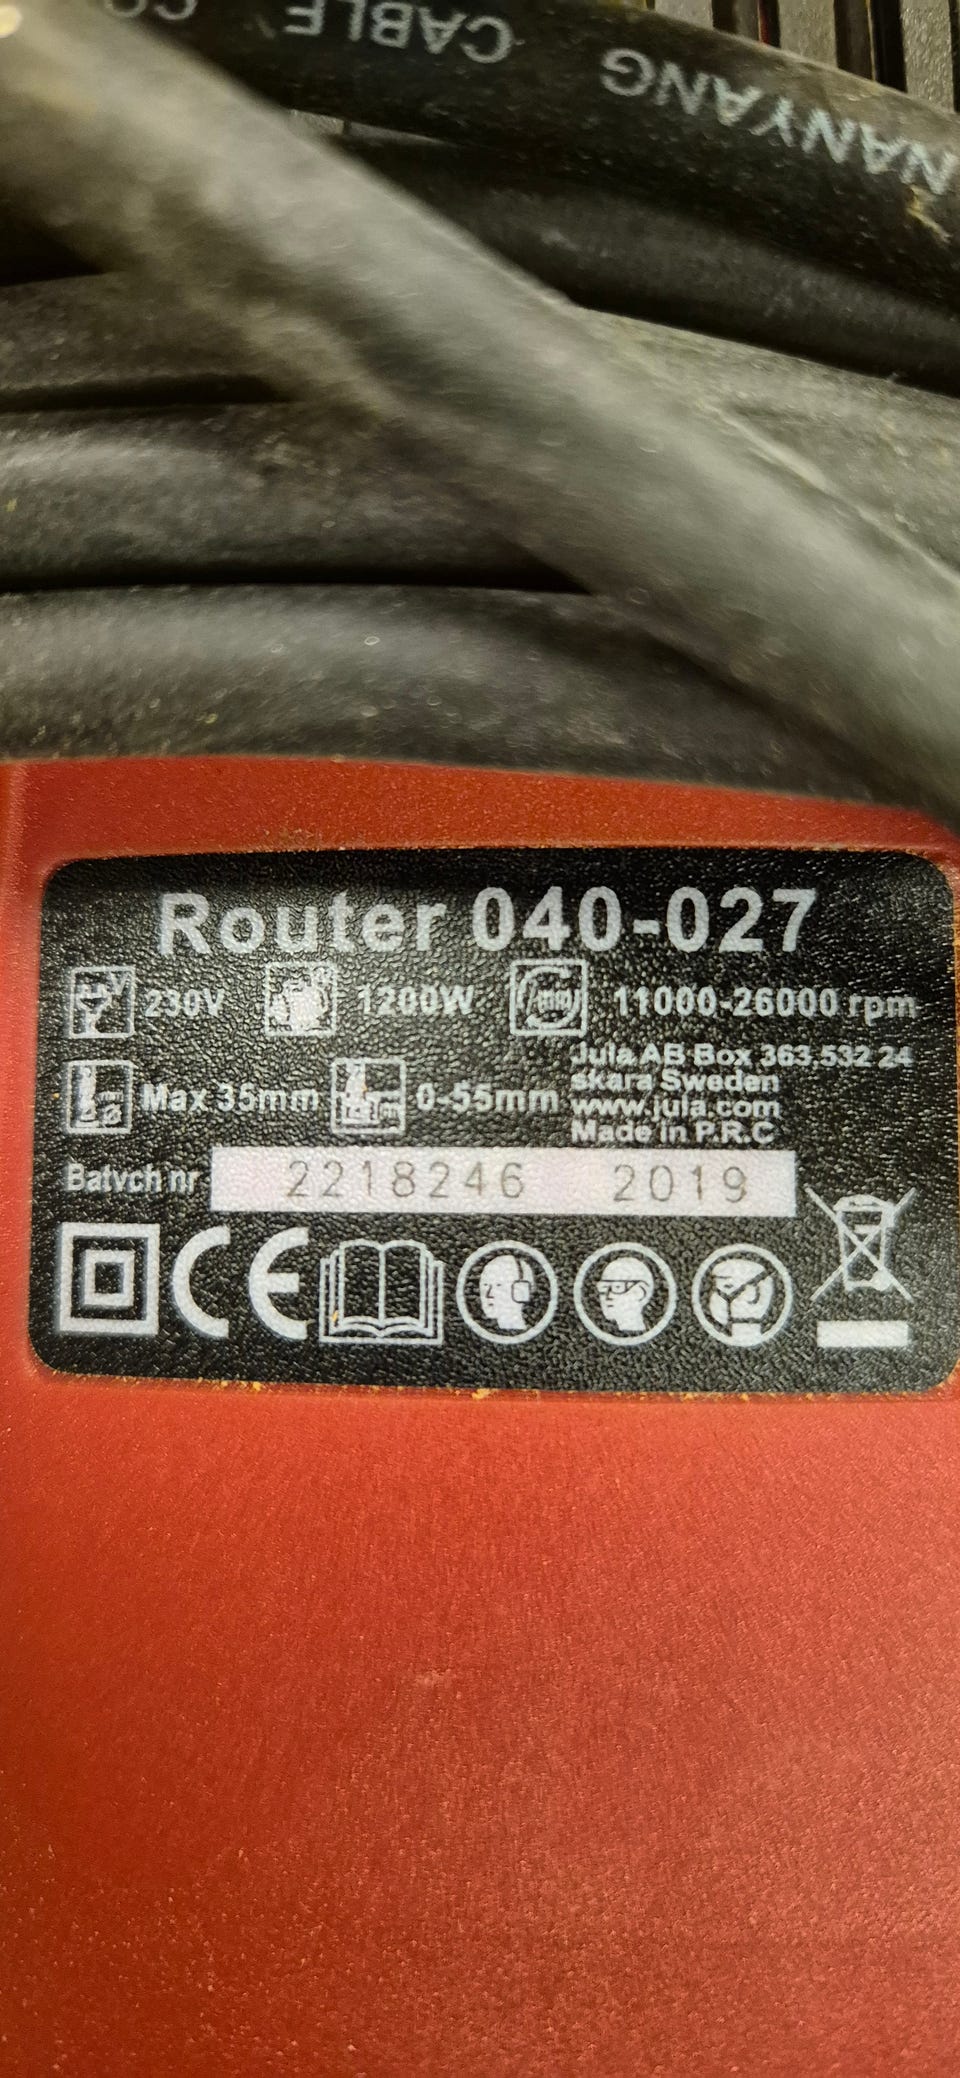 NANYANG CABLE CO
Router 040-027
230V 1200W 11000-26000 rpm
Max 35mm 0-55mm
Jula AB Box 363,532 24
skara Sweden
www.jula.com
Made in P.R.C
Batvch nr 2218246 2019
CE